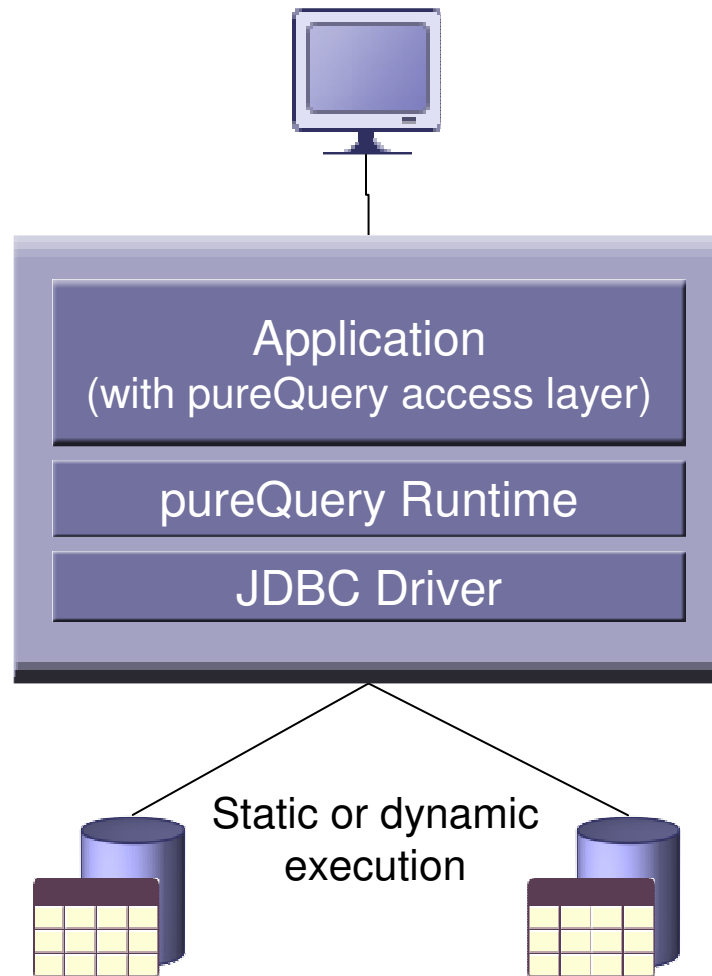 Application
(with pureQuery access layer)
pureQuery Runtime
JDBC Driver
Static or dynamic
execution